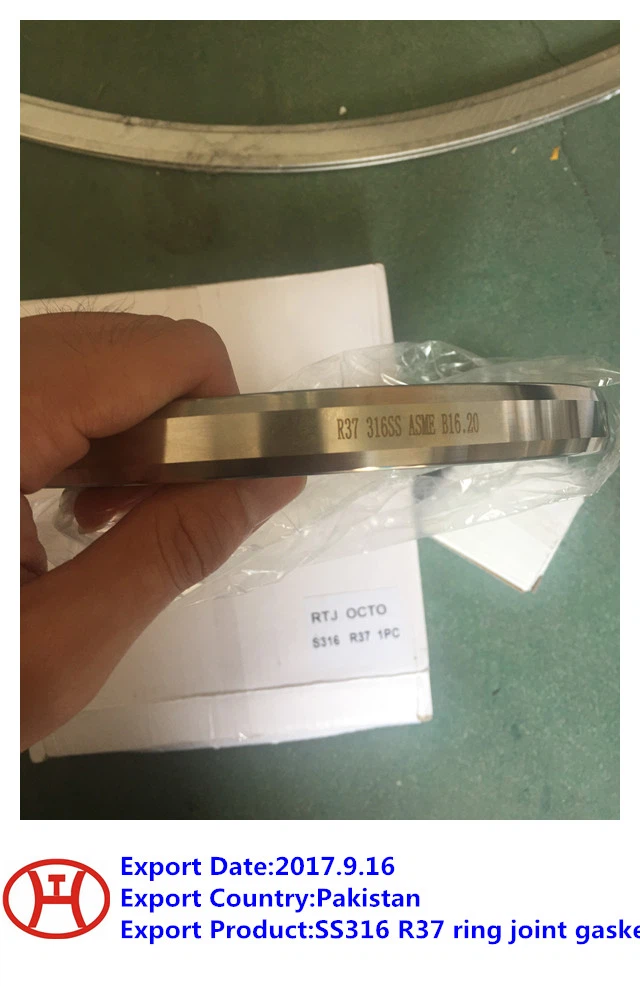 R37 316SS ASME B16.20
RTJ OCTO
S316 R37 1PC
Export Date:2017.9.16
Export Country:Pakistan
Export Product:SS316 R37 ring joint gaske